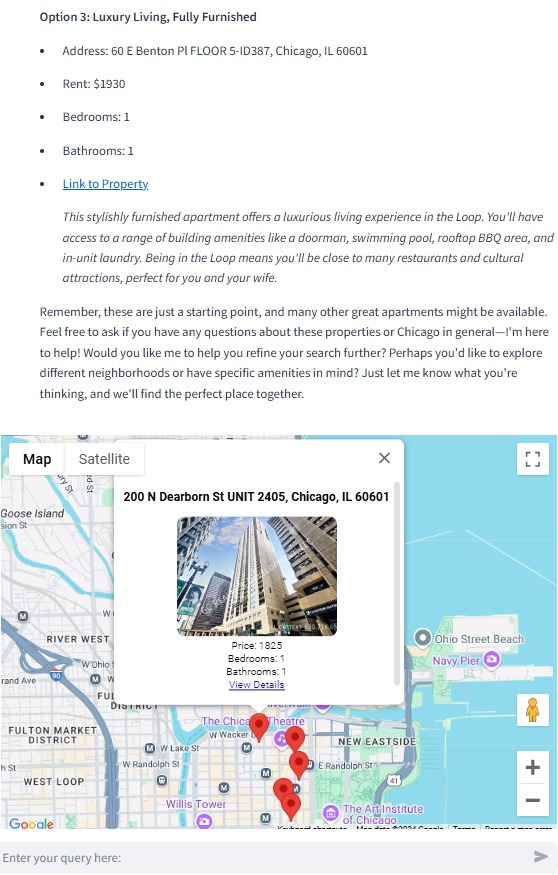 Option 3: Luxury Living, Fully Furnished
• Address: 60 E Benton Pl FLOOR 5-ID387, Chicago, IL 60601
• Rent: $1930
• Bedrooms: 1
• Bathrooms: 1
• Link to Property
This stylishly furnished apartment offers a luxurious living experience in the Loop. You'll have
access to a range of building amenities like a doorman, swimming pool, rooftop BBQ area, and
in-unit laundry. Being in the Loop means you'll be close to many restaurants and cultural
attractions, perfect for you and your wife.
Remember, these are just a starting point, and many other great apartments might be available.
Feel free to ask if you have any questions about these properties or Chicago in general—I'm here
to help! Would you like me to help you refine your search further? Perhaps you'd like to explore
different neighborhoods or have specific amenities in mind? Just let me know what you're
thinking, and we'll find the perfect place together.
Map Satellite
200 N Dearborn St UNIT 2405, Chicago, IL 60601
Price: 1825
Bedrooms: 1
Bathrooms: 1
View Details
Goose Island
sion St
RIVER WEST
W Ohio
rand Ave
90
FULTON MARKET
DISTRICT
DISTRICT
WEST LOOP
W Lake St
W Randolph St
h St
The Chica Theatre
W Wacker
NEW EASTSIDE
E Randolph St
41
Ohio Street Beach
Navy Pier
Willis Tower
The Art Institute
of Chicago
Google
Keyboard shortcuts Map data ©2024 Google Terms Report a map error
Enter your query here: